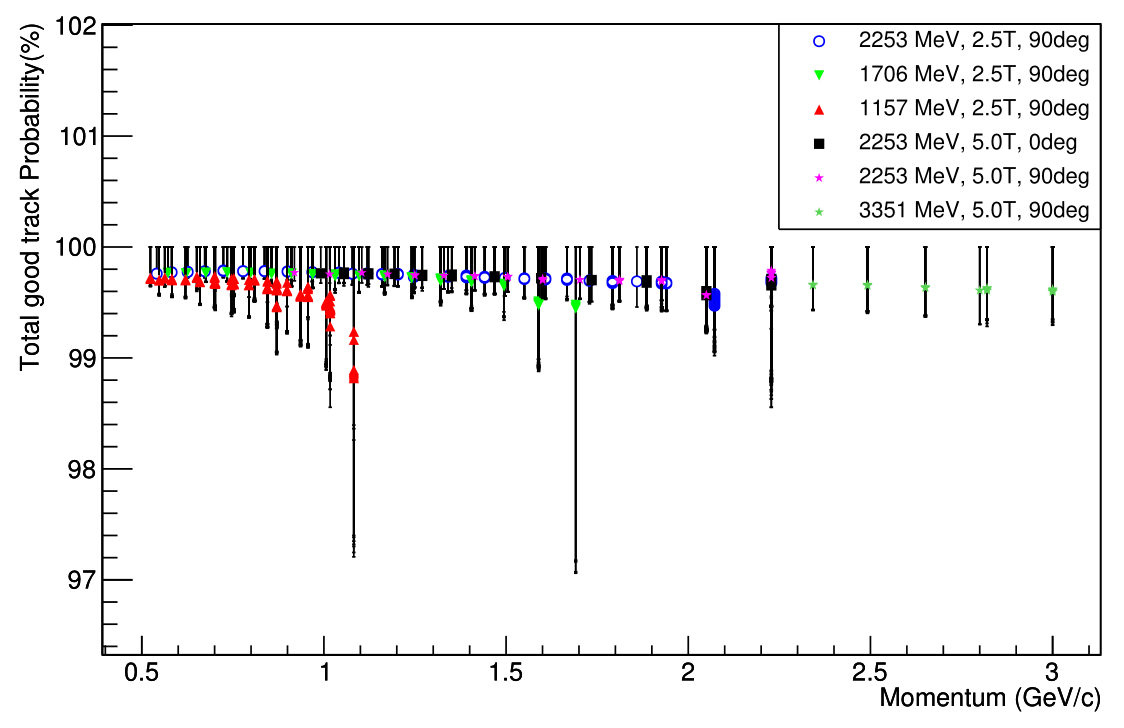 Total good track Probability(%)
102
101
100
99
98
97
0.5
1
1.5
2
2.5
3
Momentum (GeV/c)
2253 MeV, 2.5T, 90deg
1706 MeV, 2.5T, 90deg
1157 MeV, 2.5T, 90deg
2253 MeV, 5.0T, 0deg
2253 MeV, 5.0T, 90deg
3351 MeV, 5.0T, 90deg